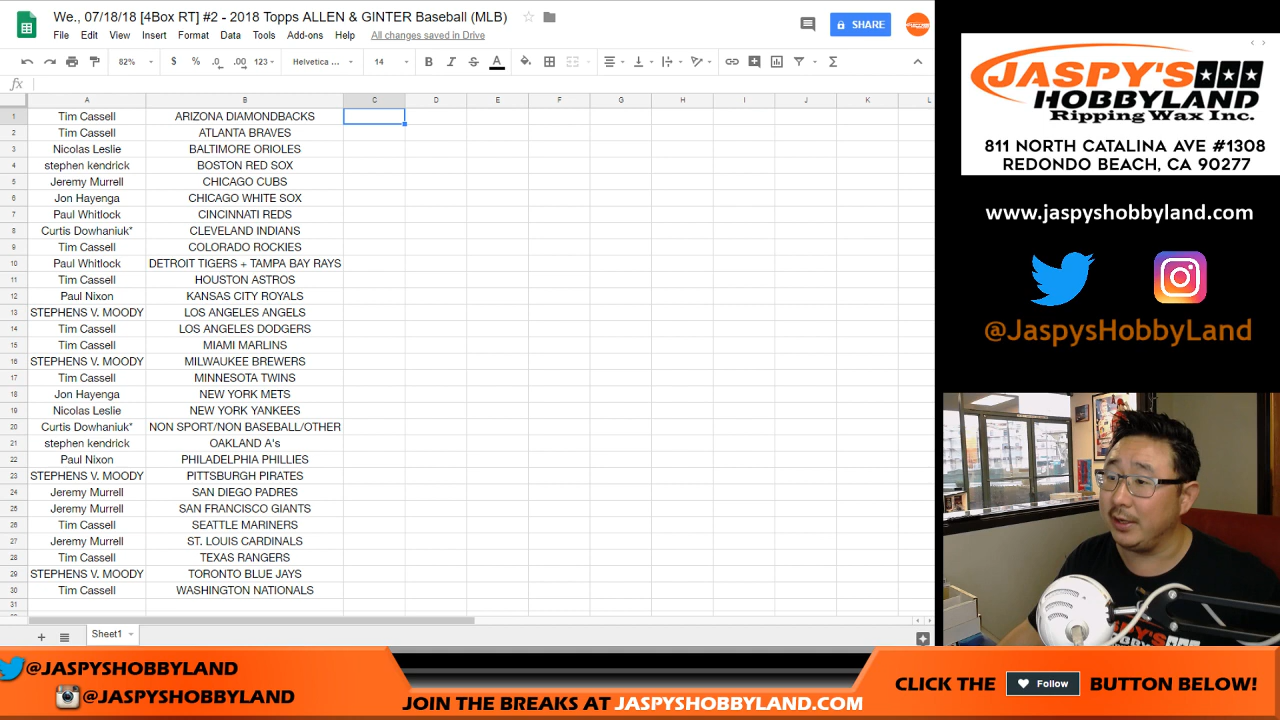 We., 07/18/18 [4Box RT] #2 - 2018 Topps ALLEN & GINTER Baseball (MLB)
File Edit View Insert Format Data Tools Add-ons Help All changes saved in Drive
SHARE
82% $ % .0 .00 123 Helvetica ... 14 B I S A
fx
A B C D E F G H I J K L
1 Tim Cassell ARIZONA DIAMONDBACKS
2 Tim Cassell ATLANTA BRAVES
3 Nicolas Leslie BALTIMORE ORIOLES
4 stephen kendrick BOSTON RED SOX
5 Jeremy Murrell CHICAGO CUBS
6 Jon Hayenga CHICAGO WHITE SOX
7 Paul Whitlock CINCINNATI REDS
8 Curtis Dowhaniuk* CLEVELAND INDIANS
9 Tim Cassell COLORADO ROCKIES
10 Paul Whitlock DETROIT TIGERS + TAMPA BAY RAYS
11 Tim Cassell HOUSTON ASTROS
12 Paul Nixon KANSAS CITY ROYALS
13 STEPHENS V. MOODY LOS ANGELES ANGELS
14 Tim Cassell LOS ANGELES DODGERS
15 Tim Cassell MIAMI MARLINS
16 STEPHENS V. MOODY MILWAUKEE BREWERS
17 Tim Cassell MINNESOTA TWINS
18 Jon Hayenga NEW YORK METS
19 Nicolas Leslie NEW YORK YANKEES
20 Curtis Dowhaniuk* NON SPORT/NON BASEBALL/OTHER
21 stephen kendrick OAKLAND A's
22 Paul Nixon PHILADELPHIA PHILLIES
23 STEPHENS V. MOODY PITTSBURGH PIRATES
24 Jeremy Murrell SAN DIEGO PADRES
25 Jeremy Murrell SAN FRANCISCO GIANTS
26 Tim Cassell SEATTLE MARINERS
27 Jeremy Murrell ST. LOUIS CARDINALS
28 Tim Cassell TEXAS RANGERS
29 STEPHENS V. MOODY TORONTO BLUE JAYS
30 Tim Cassell WASHINGTON NATIONALS
31
Sheet1
JASPY'S
HOBBYLAND
Ripping Wax Inc.
811 NORTH CATALINA AVE #1308
REDONDO BEACH, CA 90277
www.jaspyshobbyland.com
@JaspysHobbyLand
JASPY'S
@JASPYSHOBBYLAND
@JASPYSHOBBYLAND
JOIN THE BREAKS AT JASPYSHOBBYLAND.COM
CLICK THE Follow BUTTON BELOW!